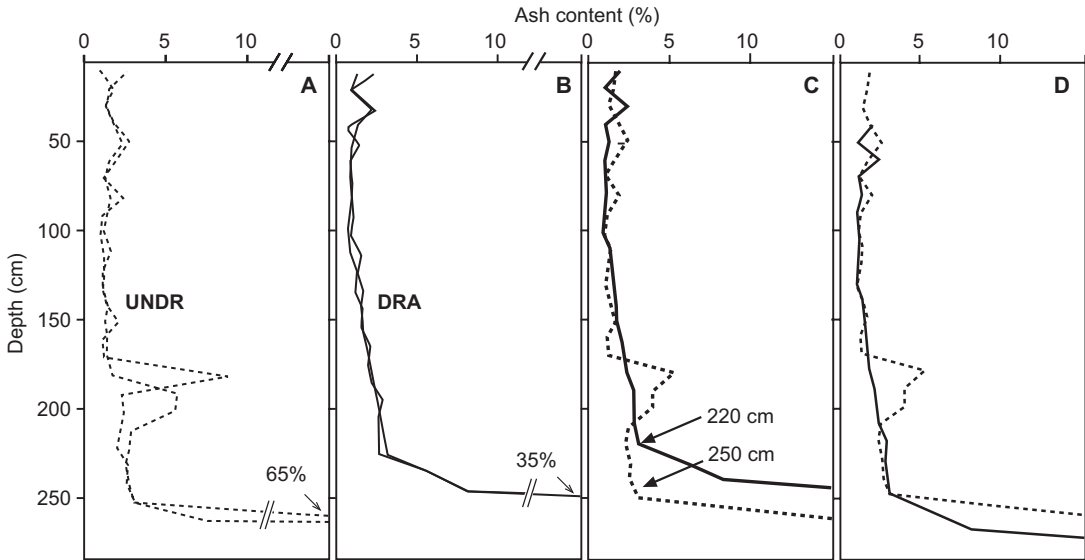 Ash content (%)
0 5 10 0 5 10 0 5 10 0 5 10
A B C D
50
100
150
200
250
Depth (cm)
UNDR DRA
220 cm
250 cm
65% 35%